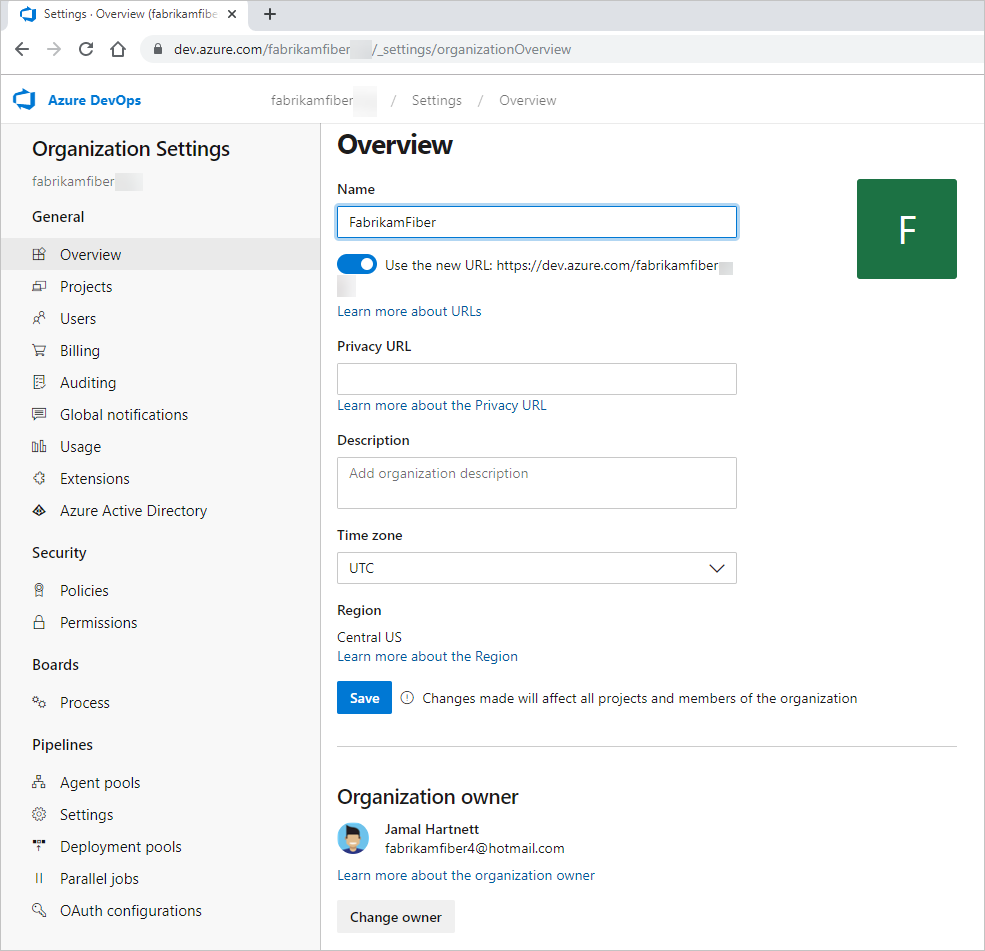 Settings · Overview (fabrikamfibe
dev.azure.com/fabrikamfiber /_settings/organizationOverview
Azure DevOps
fabrikamfiber / Settings / Overview
Organization Settings
fabrikamfiber
General
Overview
Projects
Users
Billing
Auditing
Global notifications
Usage
Extensions
Azure Active Directory
Security
Policies
Permissions
Boards
Process
Pipelines
Agent pools
Settings
Deployment pools
Parallel jobs
OAuth configurations
Overview
Name
FabrikamFiber
F
Use the new URL: https://dev.azure.com/fabrikamfiber
Learn more about URLs
Privacy URL
Learn more about the Privacy URL
Description
Add organization description
Time zone
UTC
Region
Central US
Learn more about the Region
Save
Changes made will affect all projects and members of the organization
Organization owner
Jamal Hartnett
fabrikamfiber4@hotmail.com
Learn more about the organization owner
Change owner